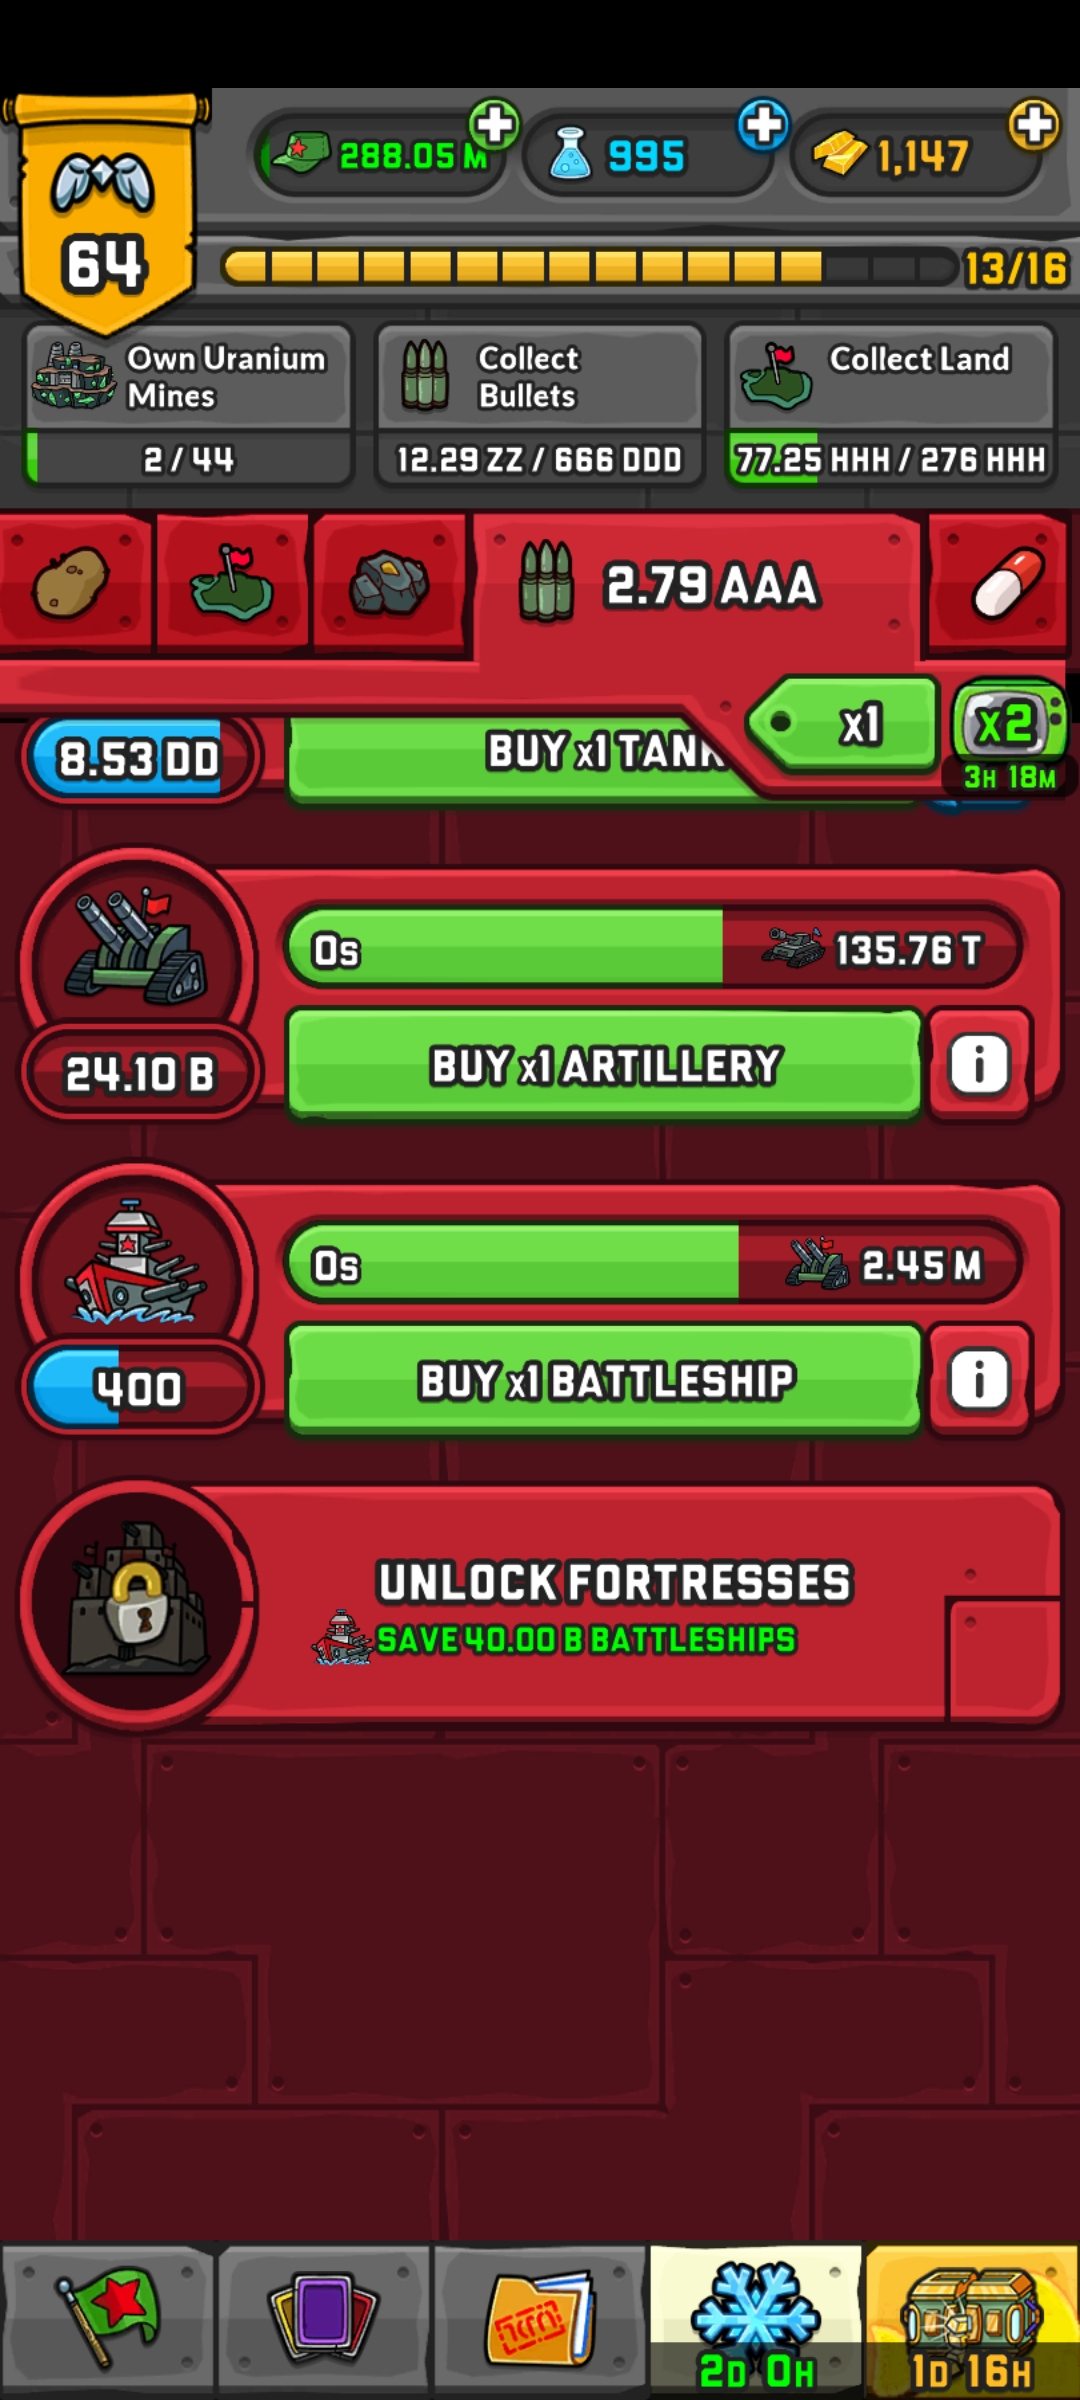 64
288.05 M
995
1,147
13/16
Own Uranium
Mines
2 / 44
Collect
Bullets
12.29 ZZ / 666 DDD
Collect Land
77.25 HHH / 276 HHH
2.79 AAA
x1
x2
3H 18M
8.53 DD
BUY x1 TANK
0s
135.76 T
24.10 B
BUY x1 ARTILLERY
i
0s
2.45 M
400
BUY x1 BATTLESHIP
i
UNLOCK FORTRESSES
SAVE 40.00 B BATTLESHIPS
2D 0H
1D 16H